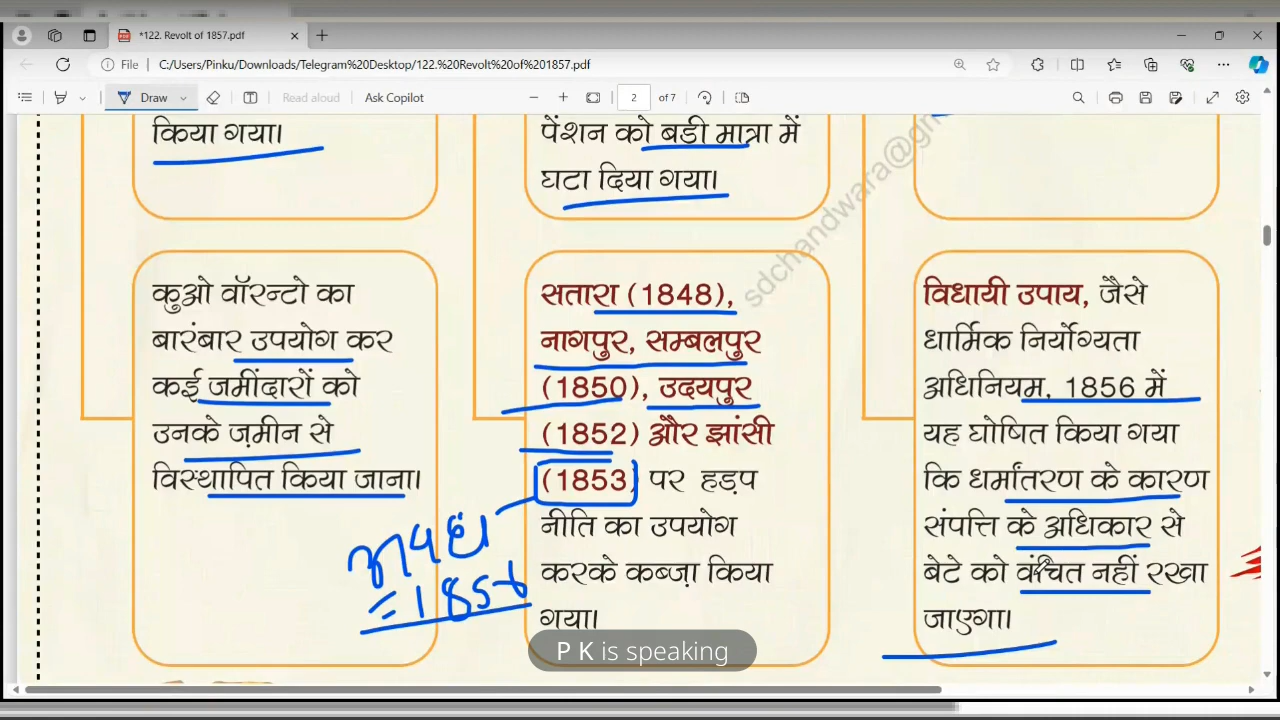 *122. Revolt of 1857.pdf
File C:/Users/Pinku/Downloads/Telegram%20Desktop/122.%20Revolt%20of%201857.pdf
Draw Read aloud Ask Copilot 2 of 7
किया गया।
पेंशन को बडी मात्रा में
घटा दिया गया।
sdchandwara@gm
कुओ वॉरन्टो का
बारंबार उपयोग कर
कई जमींदारों को
उनके ज़मीन से
विस्थापित किया जाना।
सतारा (1848),
नागपुर, सम्बलपुर
(1850), उदयपुर
(1852) और झांसी
(1853) पर हड़प
नीति का उपयोग
करके कब्ज़ा किया
गया।
अवध
= 1856
विधायी उपाय, जैसे
धार्मिक निर्योग्यता
अधिनियम, 1856 में
यह घोषित किया गया
कि धर्मांतरण के कारण
संपत्ति के अधिकार से
बेटे को वंचित नहीं रखा
जाएगा।
P K is speaking